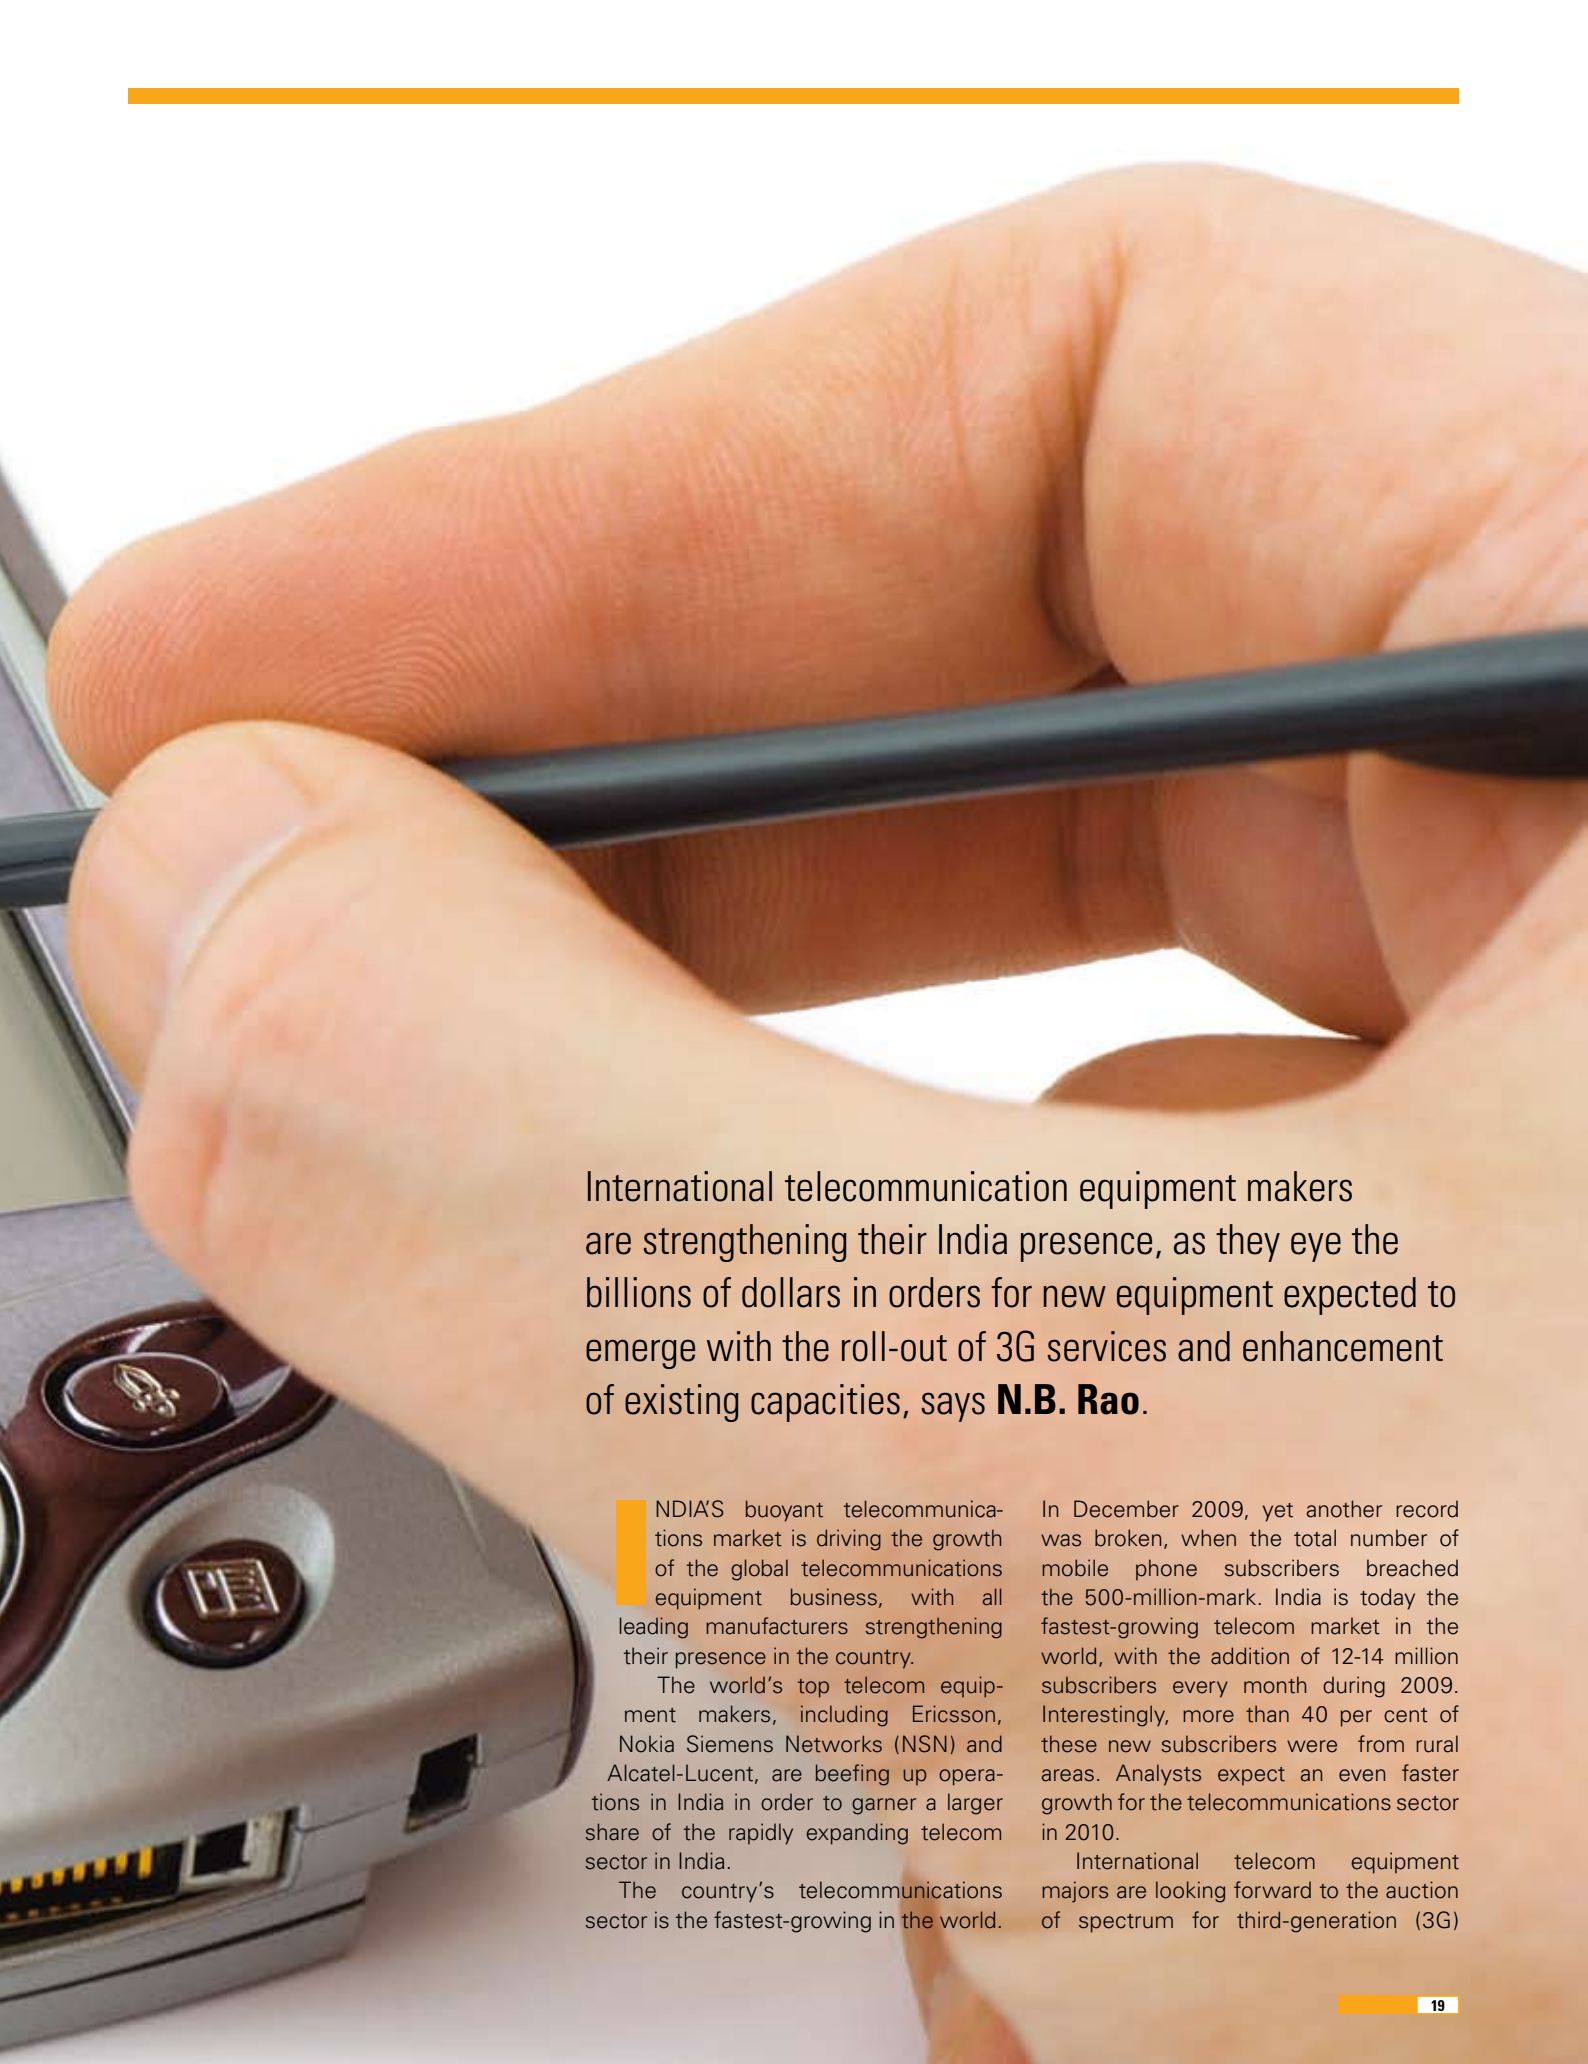 International telecommunication equipment makers
are strengthening their India presence, as they eye the
billions of dollars in orders for new equipment expected to
emerge with the roll-out of 3G services and enhancement
of existing capacities, says N.B. Rao.
INDIA'S buoyant telecommunica-
tions market is driving the growth
of the global telecommunications
equipment business, with all
leading manufacturers strengthening
their presence in the country.
The world's top telecom equip-
ment makers, including Ericsson,
Nokia Siemens Networks (NSN) and
Alcatel-Lucent, are beefing up opera-
tions in India in order to garner a larger
share of the rapidly expanding telecom
sector in India.
The country's telecommunications
sector is the fastest-growing in the world.
In December 2009, yet another record
was broken, when the total number of
mobile phone subscribers breached
the 500-million-mark. India is today the
fastest-growing telecom market in the
world, with the addition of 12-14 million
subscribers every month during 2009.
Interestingly, more than 40 per cent of
these new subscribers were from rural
areas. Analysts expect an even faster
growth for the telecommunications sector
in 2010.
International telecom equipment
majors are looking forward to the auction
of spectrum for third-generation (3G)
19